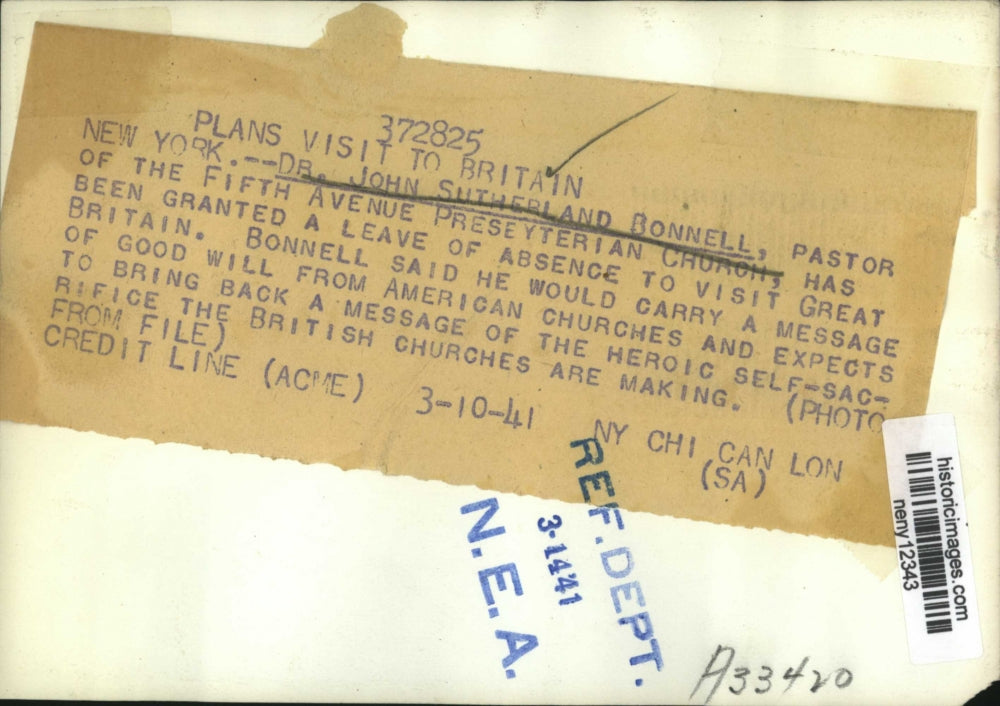 372825
PLANS VISIT TO BRITAIN
NEW YORK.--DR. JOHN SUTHERLAND BONNELL, PASTOR
OF THE FIFTH AVENUE PRESEYTERIAN CHURCH, HAS
BEEN GRANTED A LEAVE OF ABSENCE TO VISIT GREAT
BRITAIN. BONNELL SAID HE WOULD CARRY A MESSAGE
OF GOOD WILL FROM AMERICAN CHURCHES AND EXPECTS
TO BRING BACK A MESSAGE OF THE HEROIC SELF-SAC-
RIFICE THE BRITISH CHURCHES ARE MAKING. (PHOTO
FROM FILE)
CREDIT LINE (ACME) 3-10-41 NY CHI CAN LON
(SA)
REF. DEPT.
3-14 41
N.E.A.
A33420
historicimages.com
neny12343